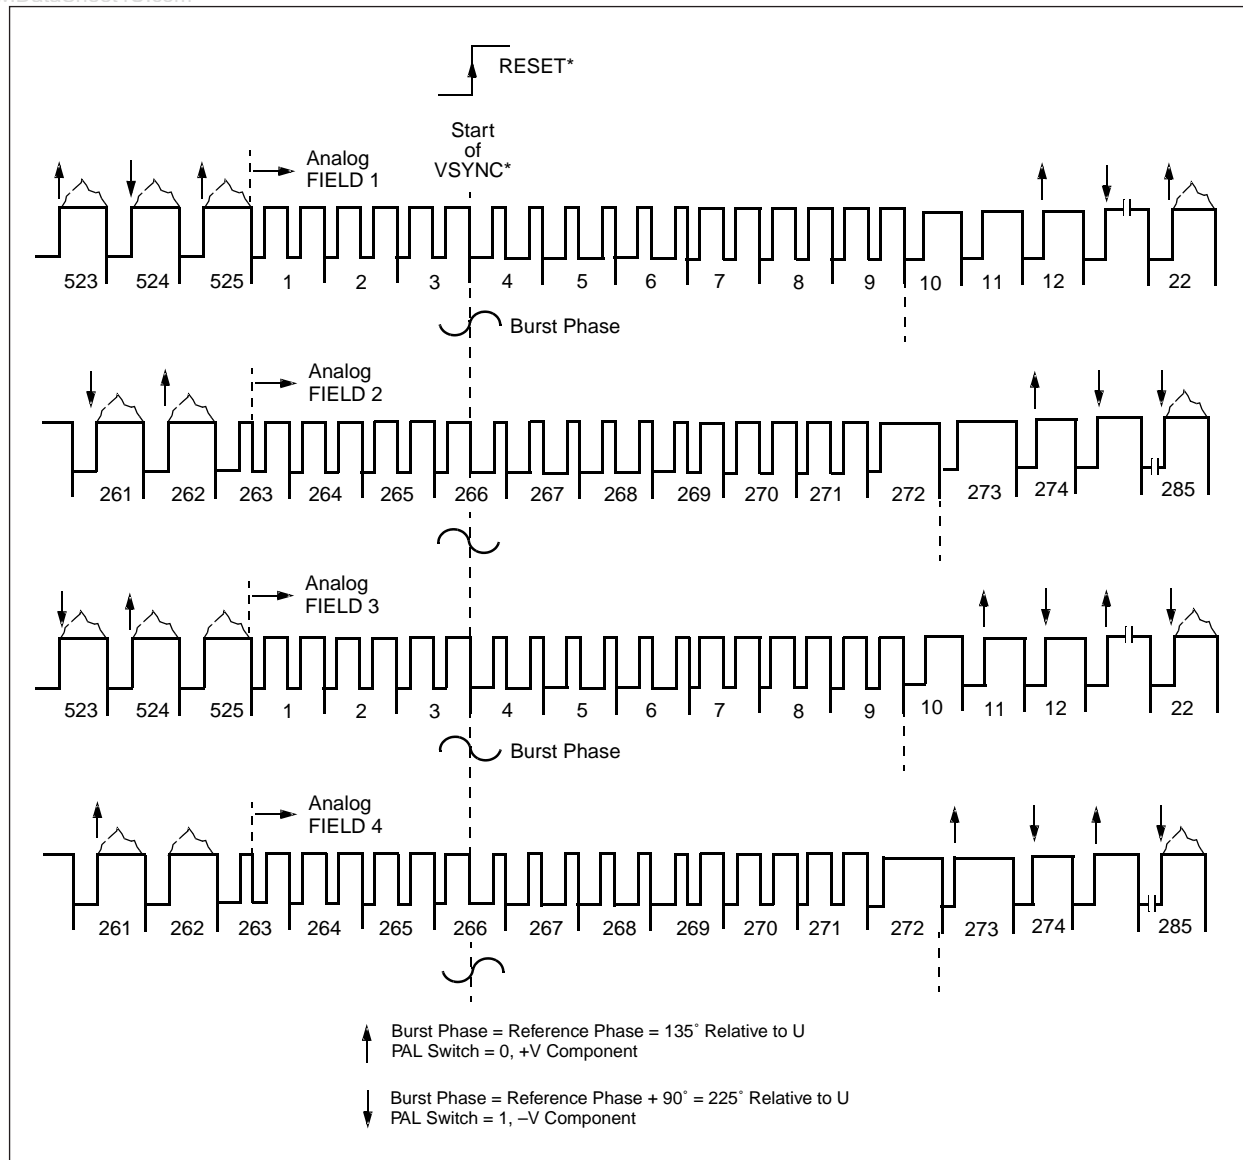 RESET*
Start
of
VSYNC*
Analog
FIELD 1
523 524 525 1 2 3 4 5 6 7 8 9 10 11 12 22
Burst Phase
Analog
FIELD 2
261 262 263 264 265 266 267 268 269 270 271 272 273 274 285
Analog
FIELD 3
523 524 525 1 2 3 4 5 6 7 8 9 10 11 12 22
Burst Phase
Analog
FIELD 4
261 262 263 264 265 266 267 268 269 270 271 272 273 274 285
Burst Phase = Reference Phase = 135° Relative to U
PAL Switch = 0, +V Component
Burst Phase = Reference Phase + 90° = 225° Relative to U
PAL Switch = 1, –V Component